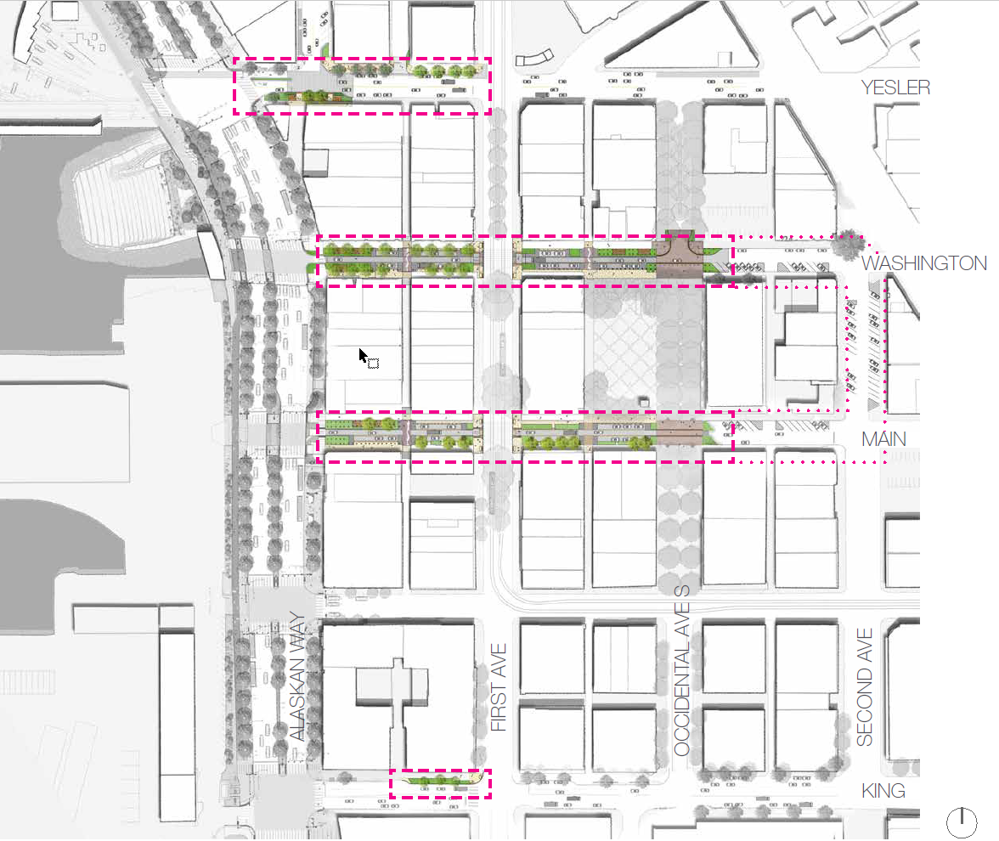 YESLER
WASHINGTON
MAIN
ALASKAN WAY
FIRST AVE
OCCIDENTAL AVE S
SECOND AVE
KING